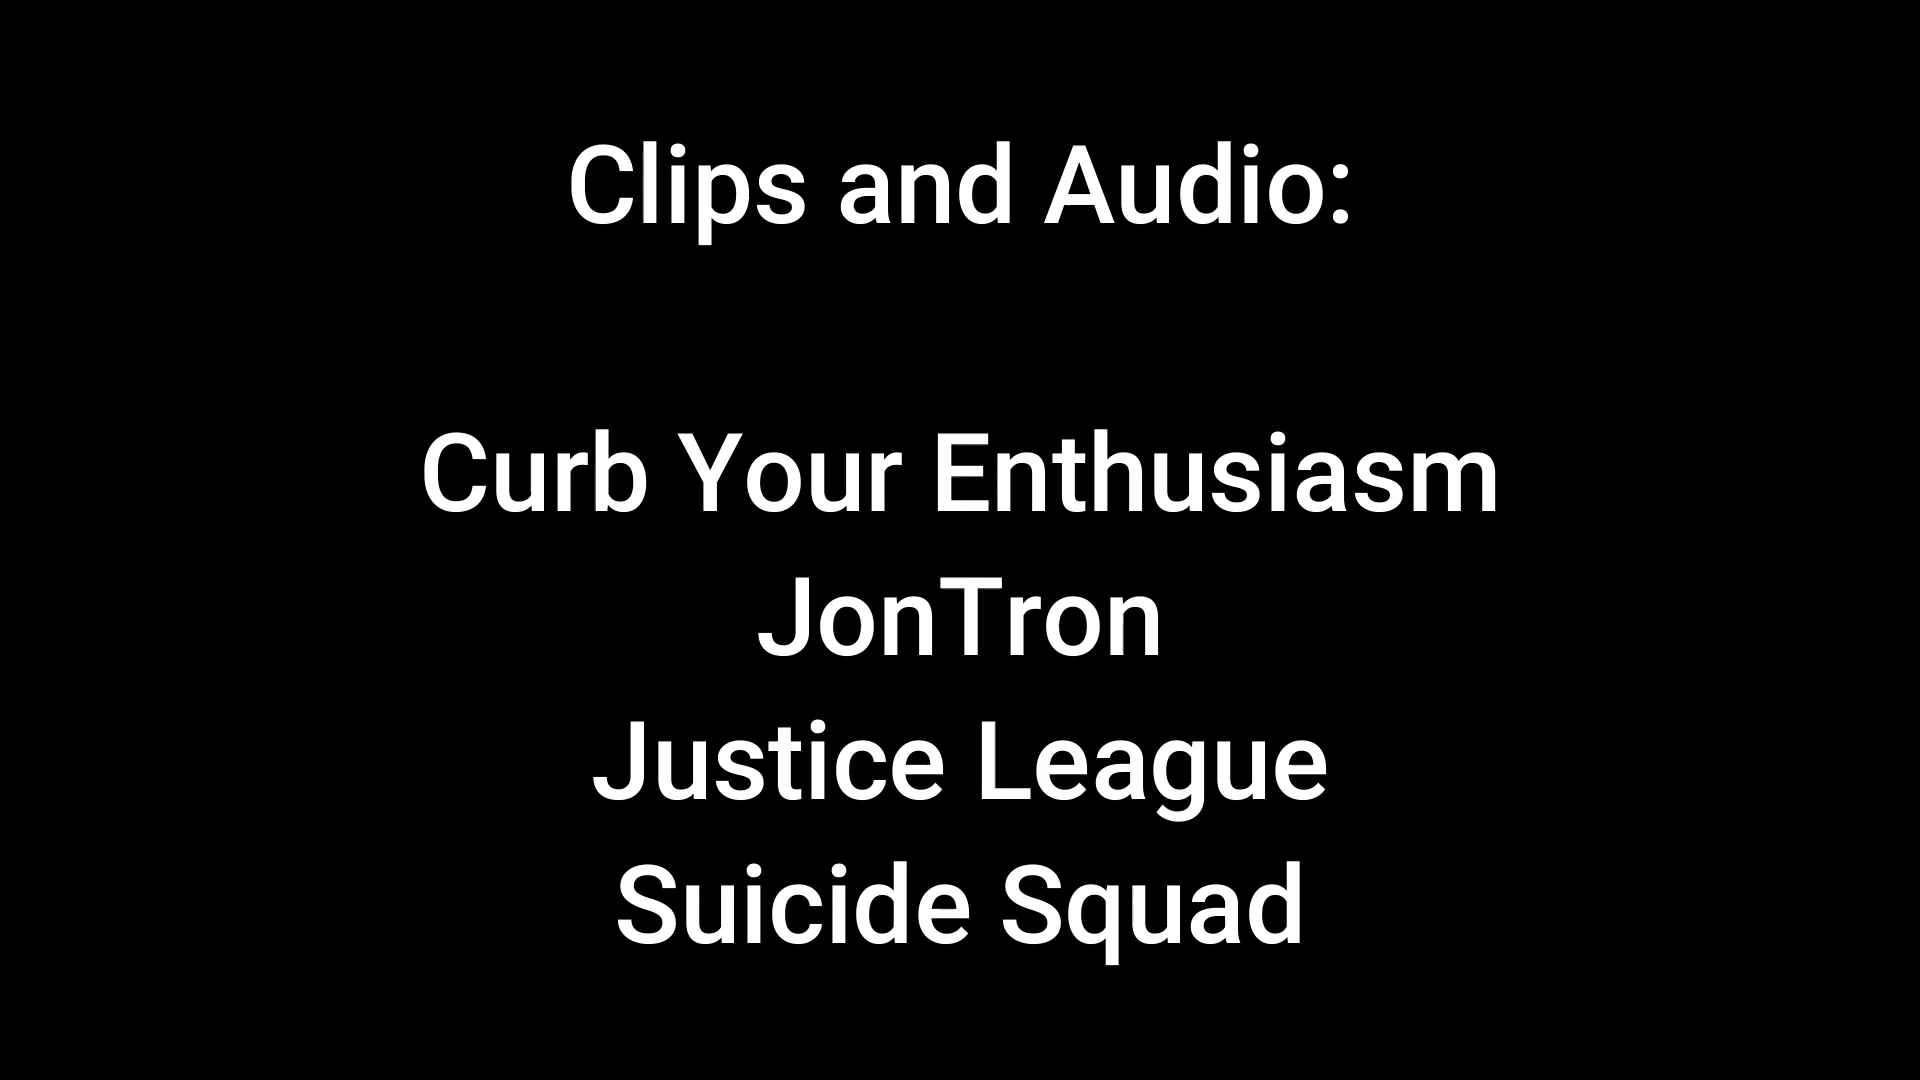 Clips and Audio:
Curb Your Enthusiasm
JonTron
Justice League
Suicide Squad